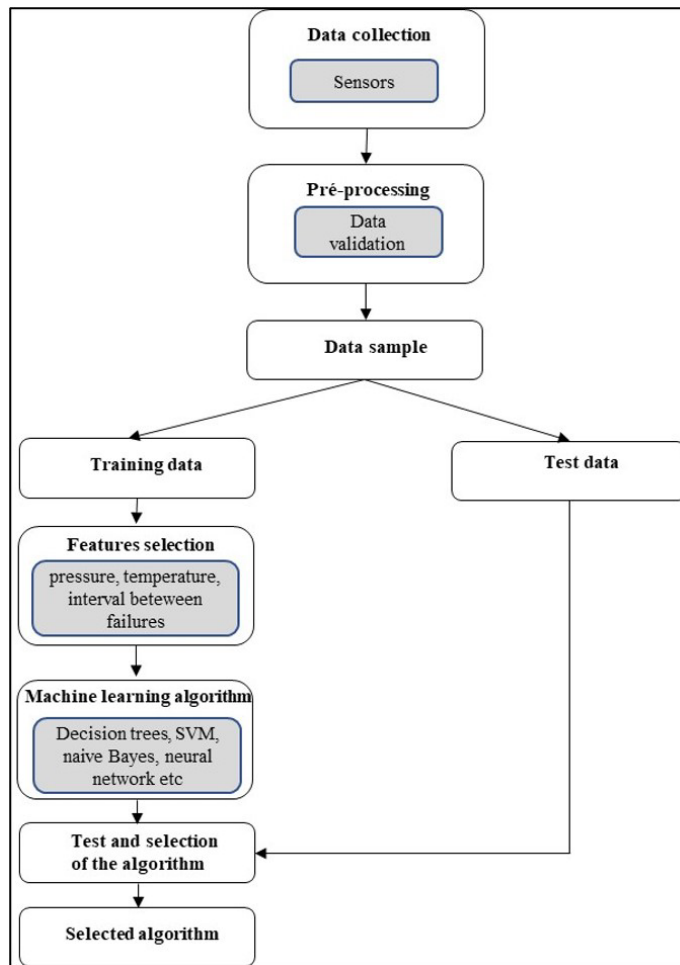 Data collection
Sensors
Pré-processing
Data
validation
Data sample
Training data
Test data
Features selection
pressure, temperature,
interval beteween
failures
Machine learning algorithm
Decision trees, SVM,
naive Bayes, neural
network etc
Test and selection
of the algorithm
Selected algorithm